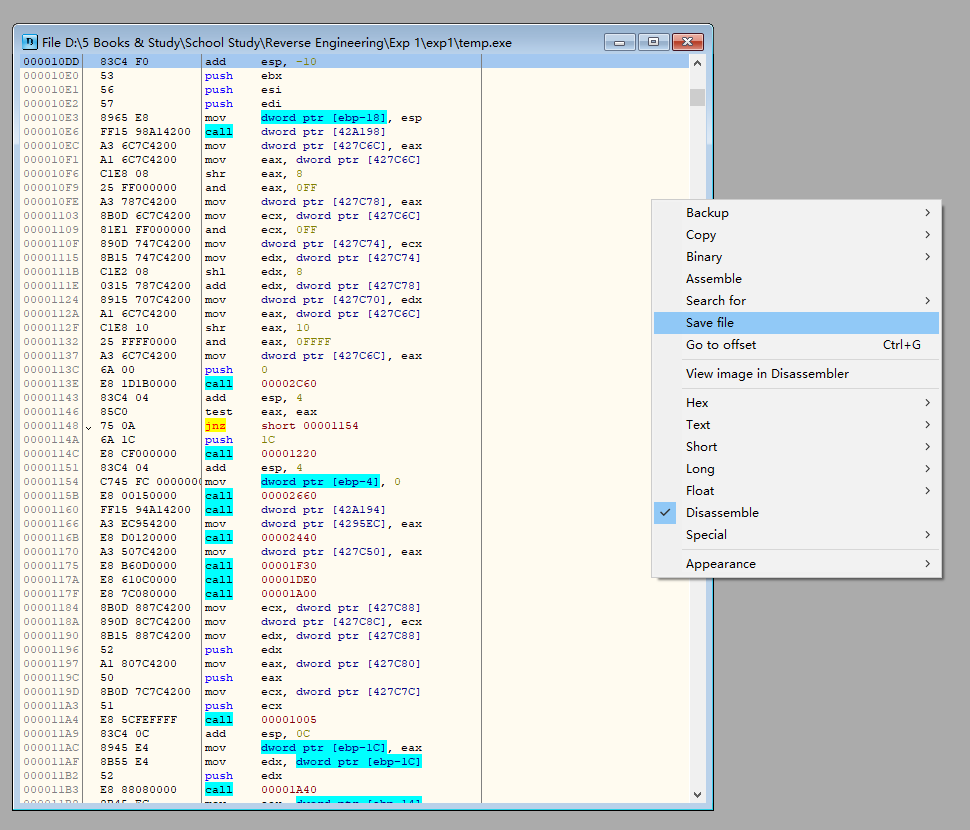 File D:\5 Books & Study\School Study\Reverse Engineering\Exp 1\exp1\temp.exe
000010DD 83C4 F0 add esp, -10
000010E0 53 push ebx
000010E1 56 push esi
000010E2 57 push edi
000010E3 8965 E8 mov dword ptr [ebp-18], esp
000010E6 FF15 98A14200 call dword ptr [42A198]
000010EC A3 6C7C4200 mov dword ptr [427C6C], eax
000010F1 A1 6C7C4200 mov eax, dword ptr [427C6C]
000010F6 C1E8 08 shr eax, 8
000010F9 25 FF000000 and eax, 0FF
000010FE A3 787C4200 mov dword ptr [427C78], eax
00001103 8B0D 6C7C4200 mov ecx, dword ptr [427C6C]
00001109 81E1 FF000000 and ecx, 0FF
0000110F 890D 747C4200 mov dword ptr [427C74], ecx
00001115 8B15 747C4200 mov edx, dword ptr [427C74]
0000111B C1E2 08 shl edx, 8
0000111E 0315 787C4200 add edx, dword ptr [427C78]
00001124 8915 707C4200 mov dword ptr [427C70], edx
0000112A A1 6C7C4200 mov eax, dword ptr [427C6C]
0000112F C1E8 10 shr eax, 10
00001132 25 FFFF0000 and eax, 0FFFF
00001137 A3 6C7C4200 mov dword ptr [427C6C], eax
0000113C 6A 00 push 0
0000113E E8 1D1B0000 call 00002C60
00001143 83C4 04 add esp, 4
00001146 85C0 test eax, eax
00001148 75 0A jnz short 00001154
0000114A 6A 1C push 1C
0000114C E8 CF000000 call 00001220
00001151 83C4 04 add esp, 4
00001154 C745 FC 0000000 mov dword ptr [ebp-4], 0
0000115B E8 00150000 call 00002660
00001160 FF15 94A14200 call dword ptr [42A194]
00001166 A3 EC954200 mov dword ptr [4295EC], eax
0000116B E8 D0120000 call 00002440
00001170 A3 507C4200 mov dword ptr [427C50], eax
00001175 E8 B60D0000 call 00001F30
0000117A E8 610C0000 call 00001DE0
0000117F E8 7C080000 call 00001A00
00001184 8B0D 887C4200 mov ecx, dword ptr [427C88]
0000118A 890D 8C7C4200 mov dword ptr [427C8C], ecx
00001190 8B15 887C4200 mov edx, dword ptr [427C88]
00001196 52 push edx
00001197 A1 807C4200 mov eax, dword ptr [427C80]
0000119C 50 push eax
0000119D 8B0D 7C7C4200 mov ecx, dword ptr [427C7C]
000011A3 51 push ecx
000011A4 E8 5CFEFFFF call 00001005
000011A9 83C4 0C add esp, 0C
000011AC 8945 E4 mov dword ptr [ebp-1C], eax
000011AF 8B55 E4 mov edx, dword ptr [ebp-1C]
000011B2 52 push edx
000011B3 E8 88080000 call 00001A40
Backup
Copy
Binary
Assemble
Search for
Save file
Go to offset Ctrl+G
View image in Disassembler
Hex
Text
Short
Long
Float
Disassemble
Special
Appearance